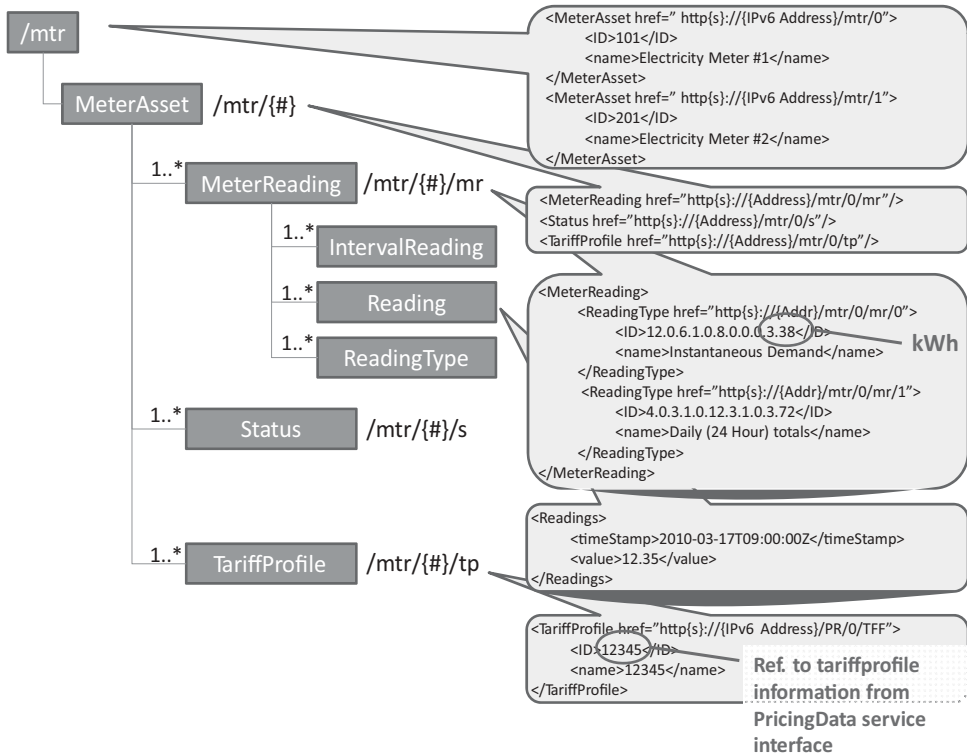 /mtr
MeterAsset /mtr/{#}
1..* MeterReading /mtr/{#}/mr
1..* IntervalReading
1..* Reading
1..* ReadingType
1..* Status /mtr/{#}/s
1..* TariffProfile /mtr/{#}/tp
<MeterAsset href=" http{s}://{IPv6 Address}/mtr/0">
<ID>101</ID>
<name>Electricity Meter #1</name>
</MeterAsset>
<MeterAsset href=" http{s}://{IPv6 Address}/mtr/1">
<ID>201</ID>
<name>Electricity Meter #2</name>
</MeterAsset>
<MeterReading href="http{s}://{Address}/mtr/0/mr"/>
<Status href="http{s}://{Address}/mtr/0/s"/>
<TariffProfile href="http{s}://{Address}/mtr/0/tp"/>
<MeterReading>
<ReadingType href="http{s}://{Addr}/mtr/0/mr/0">
<ID>12.0.6.1.0.8.0.0.0.3.38</ID>
kWh
<name>Instantaneous Demand</name>
</ReadingType>
<ReadingType href="http{s}://{Addr}/mtr/0/mr/1">
<ID>4.0.3.1.0.12.3.1.0.3.72</ID>
<name>Daily (24 Hour) totals</name>
</ReadingType>
</MeterReading>
<Readings>
<timeStamp>2010-03-17T09:00:00Z</timeStamp>
<value>12.35</value>
</Readings>
<TariffProfile href="http{s}://{IPv6 Address}/PR/0/TFF">
<ID>12345</ID>
<name>12345</name>
</TariffProfile>
Ref. to tariffprofile
information from
PricingData service
interface